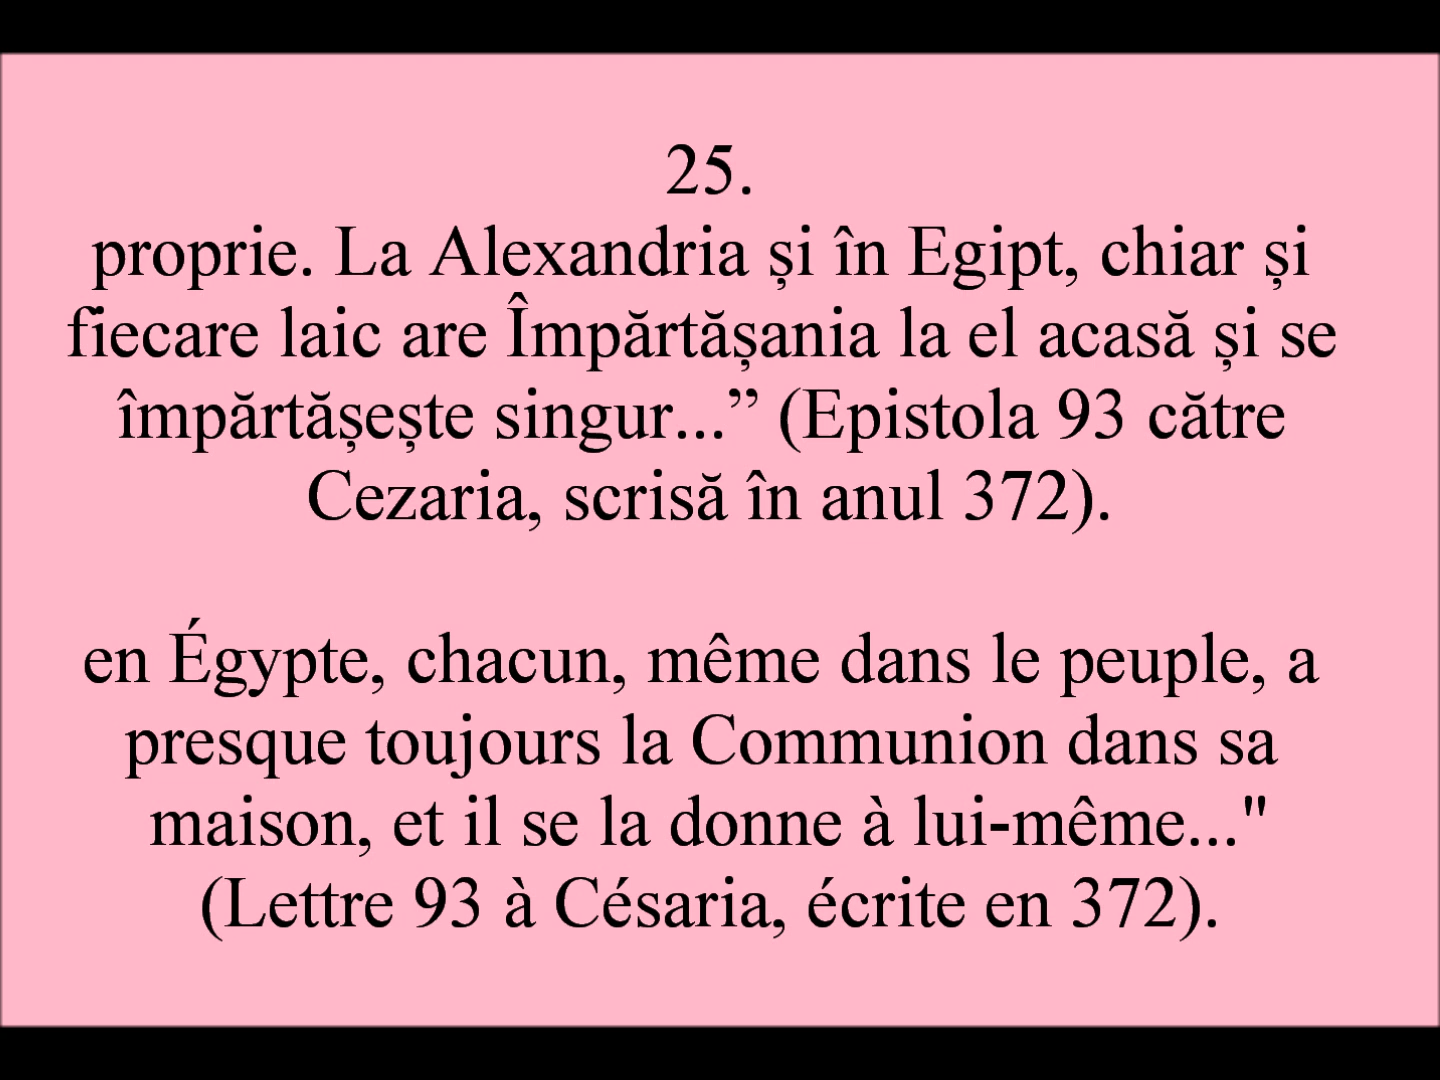 25.
proprie. La Alexandria și în Egipt, chiar și
fiecare laic are Împărtășania la el acasă și se
împărtășește singur...” (Epistola 93 către
Cezaria, scrisă în anul 372).
en Égypte, chacun, même dans le peuple, a
presque toujours la Communion dans sa
maison, et il se la donne à lui-même..."
(Lettre 93 à Césaria, écrite en 372).